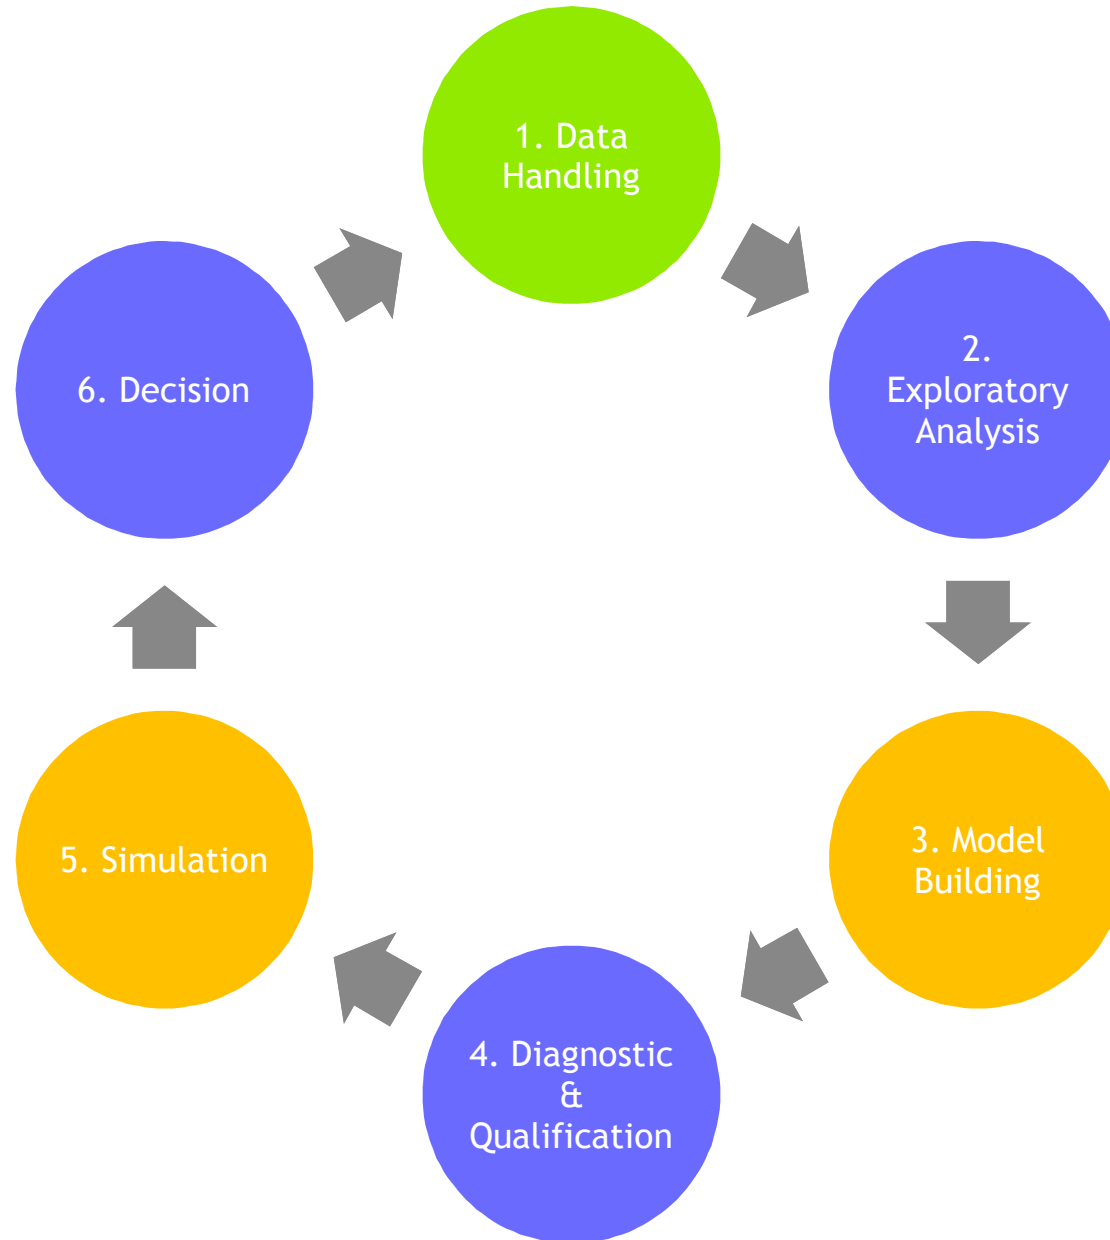 1. Data
Handling
2.
Exploratory
Analysis
3. Model
Building
4. Diagnostic
&
Qualification
5. Simulation
6. Decision